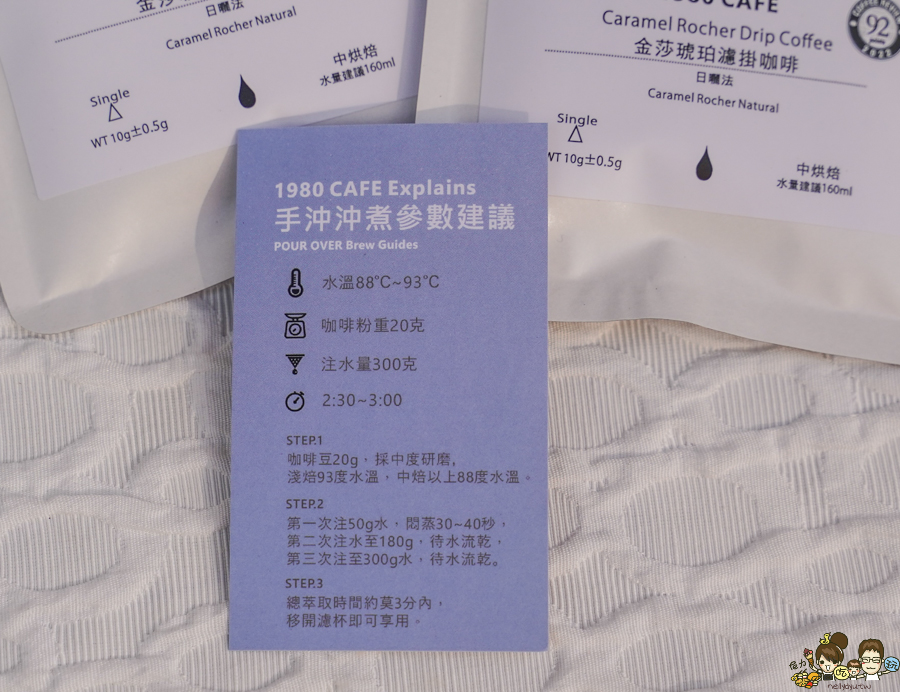 日曬法
Caramel Rocher Natural
中烘焙
水量建議160ml
Single
WT 10g±0.5g
1980 CAFE
Caramel Rocher Drip Coffee
金莎琥珀濾掛咖啡
日曬法
Caramel Rocher Natural
Single
WT 10g±0.5g
中烘焙
水量建議160ml
92
2022
1980 CAFE Explains
手沖沖煮參數建議
POUR OVER Brew Guides
水溫88℃~93℃
咖啡粉重20克
注水量300克
2:30~3:00
STEP.1
咖啡豆20g，採中度研磨,
淺焙93度水溫，中焙以上88度水溫。
STEP.2
第一次注50g水，悶蒸30~40秒，
第二次注水至180g，待水流乾，
第三次注至300g水，待水流乾。
STEP.3
總萃取時間約莫3分內，
移開濾杯即可享用。
neilyou.tw